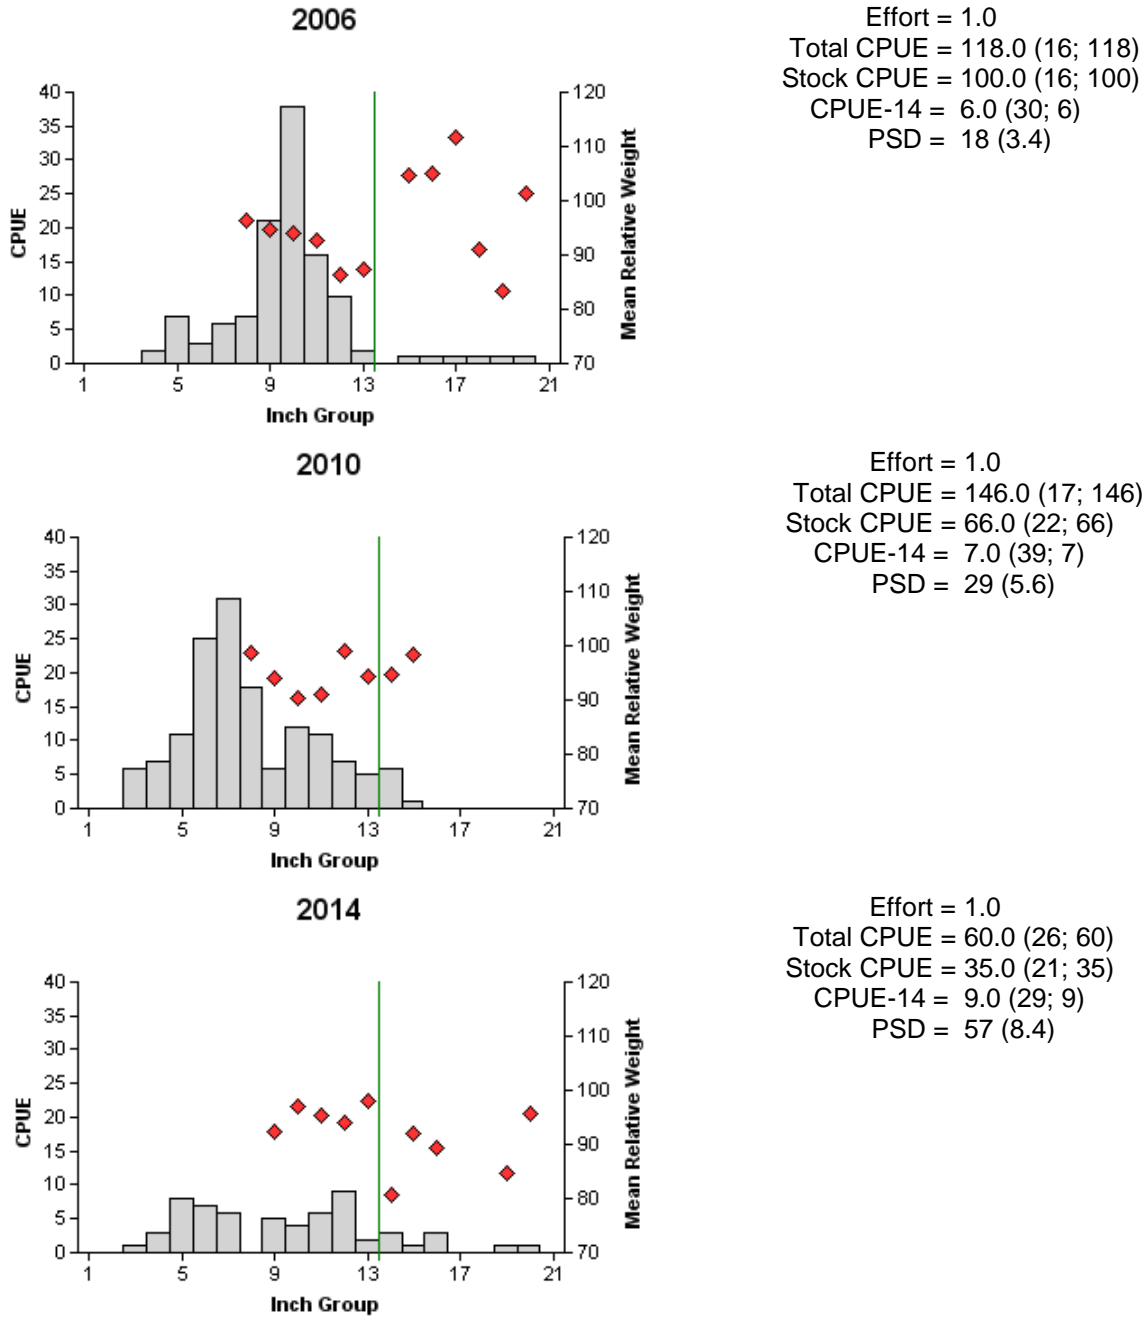 2006
Effort = 1.0
Total CPUE = 118.0 (16; 118)
Stock CPUE = 100.0 (16; 100)
CPUE-14 = 6.0 (30; 6)
PSD = 18 (3.4)
40
35
30
25
20
15
10
5
0
CPUE
120
110
100
90
80
70
Mean Relative Weight
1 5 9 13 17 21
Inch Group
2010
Effort = 1.0
Total CPUE = 146.0 (17; 146)
Stock CPUE = 66.0 (22; 66)
CPUE-14 = 7.0 (39; 7)
PSD = 29 (5.6)
40
35
30
25
20
15
10
5
0
CPUE
120
110
100
90
80
70
Mean Relative Weight
1 5 9 13 17 21
Inch Group
2014
Effort = 1.0
Total CPUE = 60.0 (26; 60)
Stock CPUE = 35.0 (21; 35)
CPUE-14 = 9.0 (29; 9)
PSD = 57 (8.4)
40
35
30
25
20
15
10
5
0
CPUE
120
110
100
90
80
70
Mean Relative Weight
1 5 9 13 17 21
Inch Group